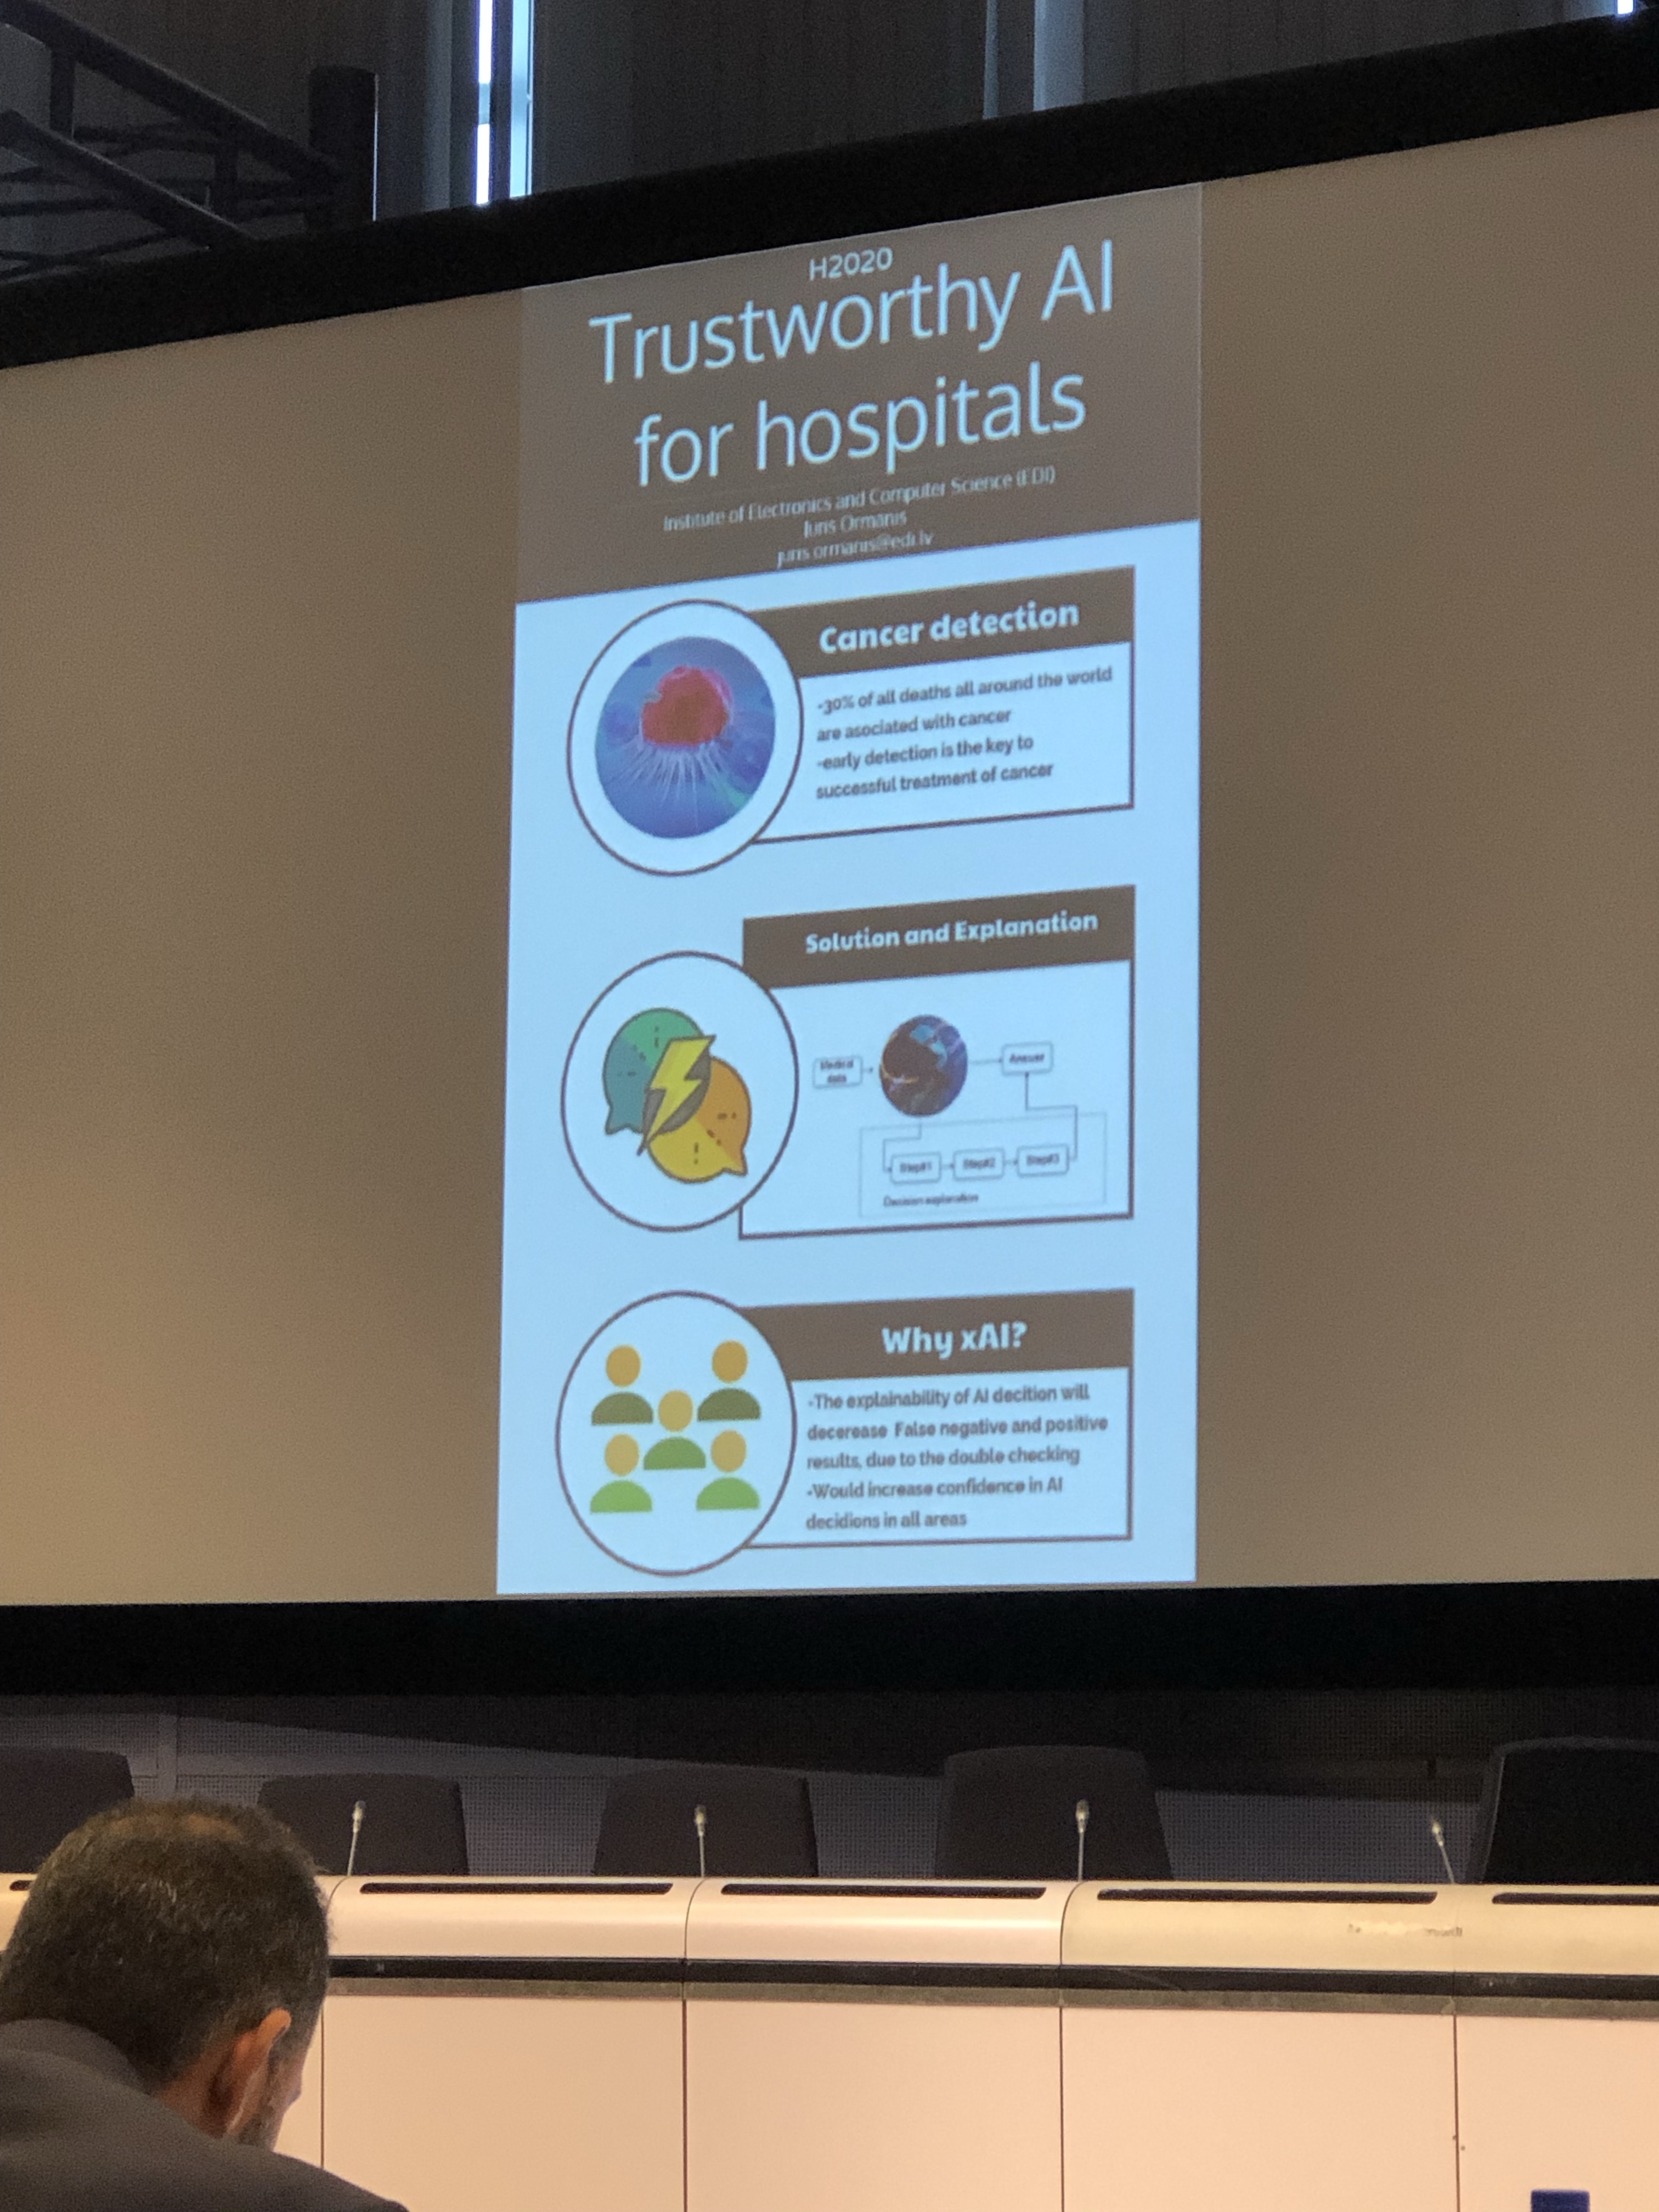 H2020
Trustworthy AI
for hospitals
Institute of Electronics and Computer Science (EDI)
Juris Ormanis
juris.ormanis@edi.lv
Cancer detection
-30% of all deaths all around the world
are asociated with cancer
-early detection is the key to
successful treatment of cancer
Solution and Explanation
Medical
data
Answer
Step#1
Step#2
Step#3
Decision explanation
Why xAI?
-The explainability of AI decition will
decerease False negative and positive
results, due to the double checking
-Would increase confidence in AI
decidions in all areas